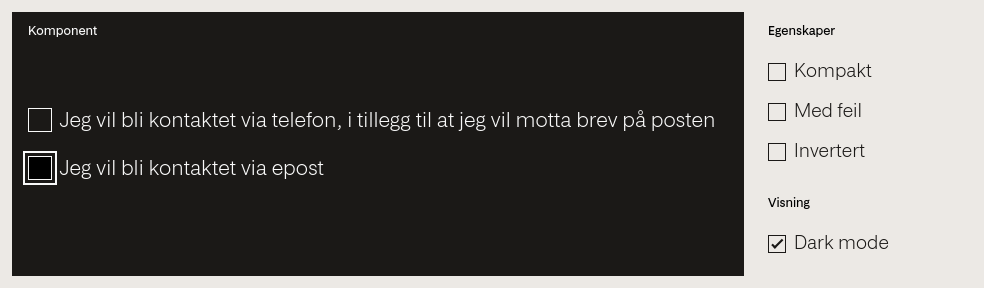 Komponent
Jeg vil bli kontaktet via telefon, i tillegg til at jeg vil motta brev på posten
Jeg vil bli kontaktet via epost
Egenskaper
Kompakt
Med feil
Invertert
Visning
Dark mode